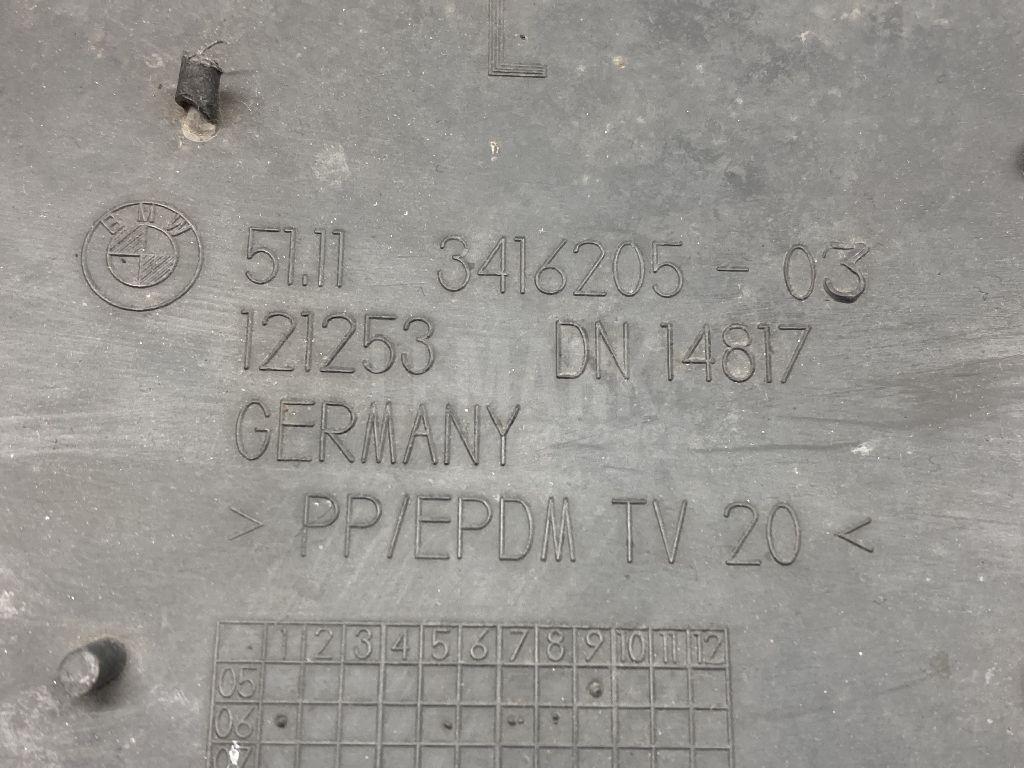 L
BMW
51.11 3416205-03
121253 DN 14817
GERMANY
> PP/EPDM TV 20 <
1 2 3 4 5 6 7 8 9 10 11 12
05
06